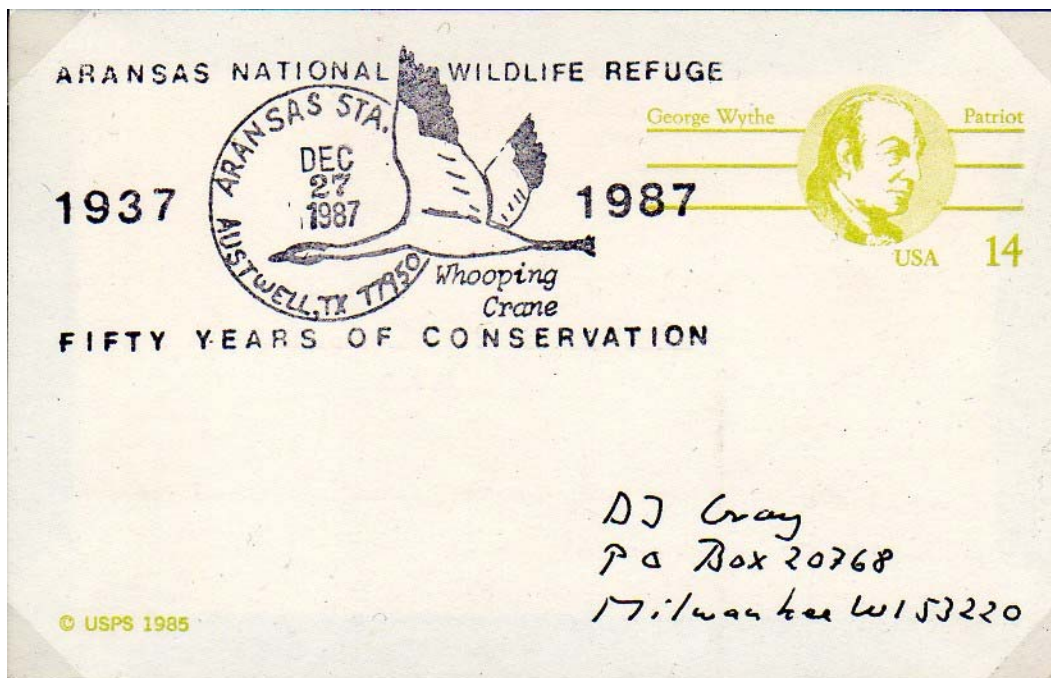 ARANSAS NATIONAL WILDLIFE REFUGE
ARANSAS STA.
DEC
27
1987
AUSTWELL, TX 77950
1937
1987
Whooping
Crane
FIFTY YEARS OF CONSERVATION
George Wythe
Patriot
USA 14
DJ Gray
PO Box 20768
Milwaukee WI 53220
© USPS 1985